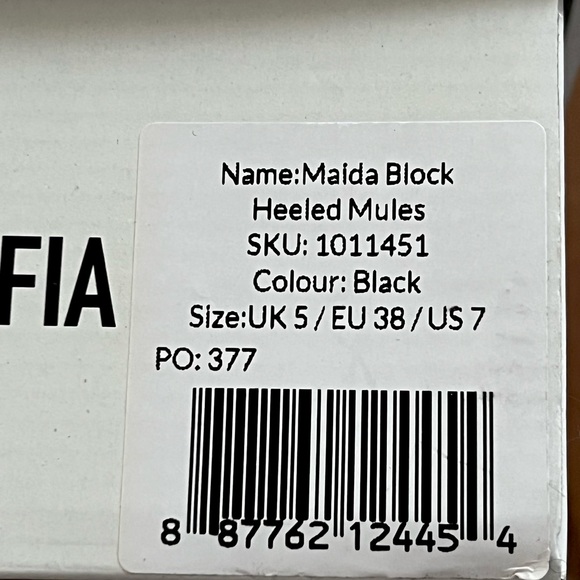 FIA
Name:Maida Block
Heeled Mules
SKU: 1011451
Colour: Black
Size:UK 5 / EU 38 / US 7
PO: 377
8 87762 12445 4